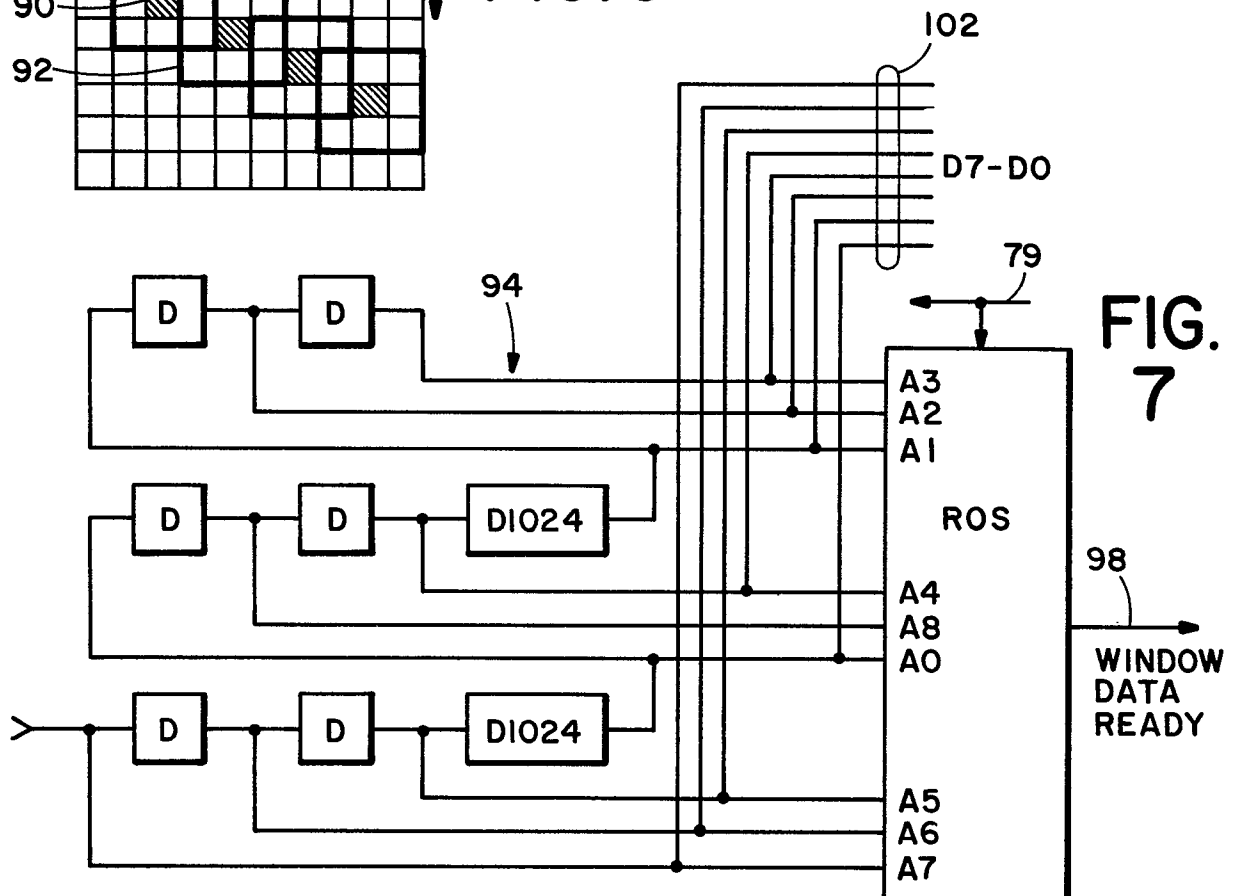 90
92
102
D7-D0
79
94
FIG.
7
D D
A3
A2
A1
D D D1024
ROS
98
A4
A8
A0
WINDOW
DATA
READY
D D D1024
A5
A6
A7